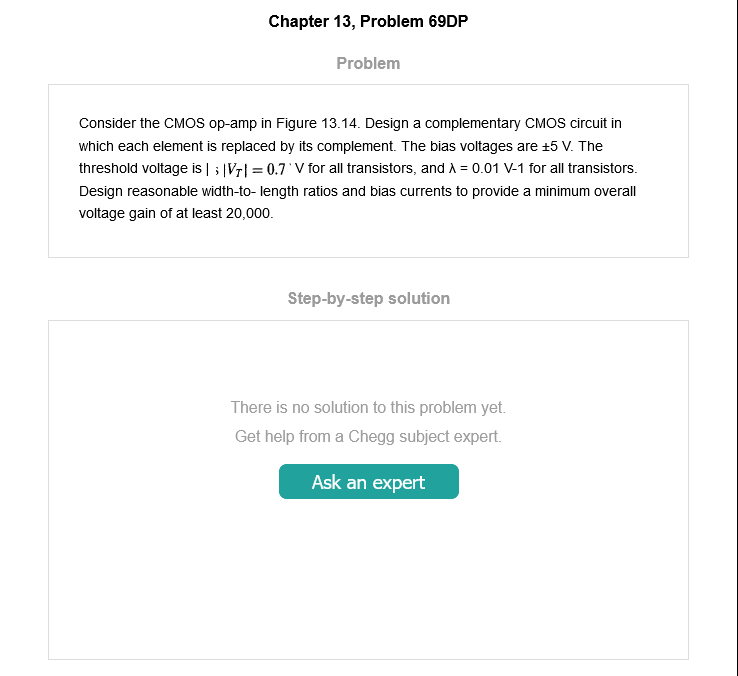 Chapter 13, Problem 69DP
Problem
Consider the CMOS op-amp in Figure 13.14. Design a complementary CMOS circuit in
which each element is replaced by its complement. The bias voltages are ±5 V. The
threshold voltage is | ; |V_T| = 0.7 ˙ V for all transistors, and λ = 0.01 V-1 for all transistors.
Design reasonable width-to- length ratios and bias currents to provide a minimum overall
voltage gain of at least 20,000.
Step-by-step solution
There is no solution to this problem yet.
Get help from a Chegg subject expert.
Ask an expert